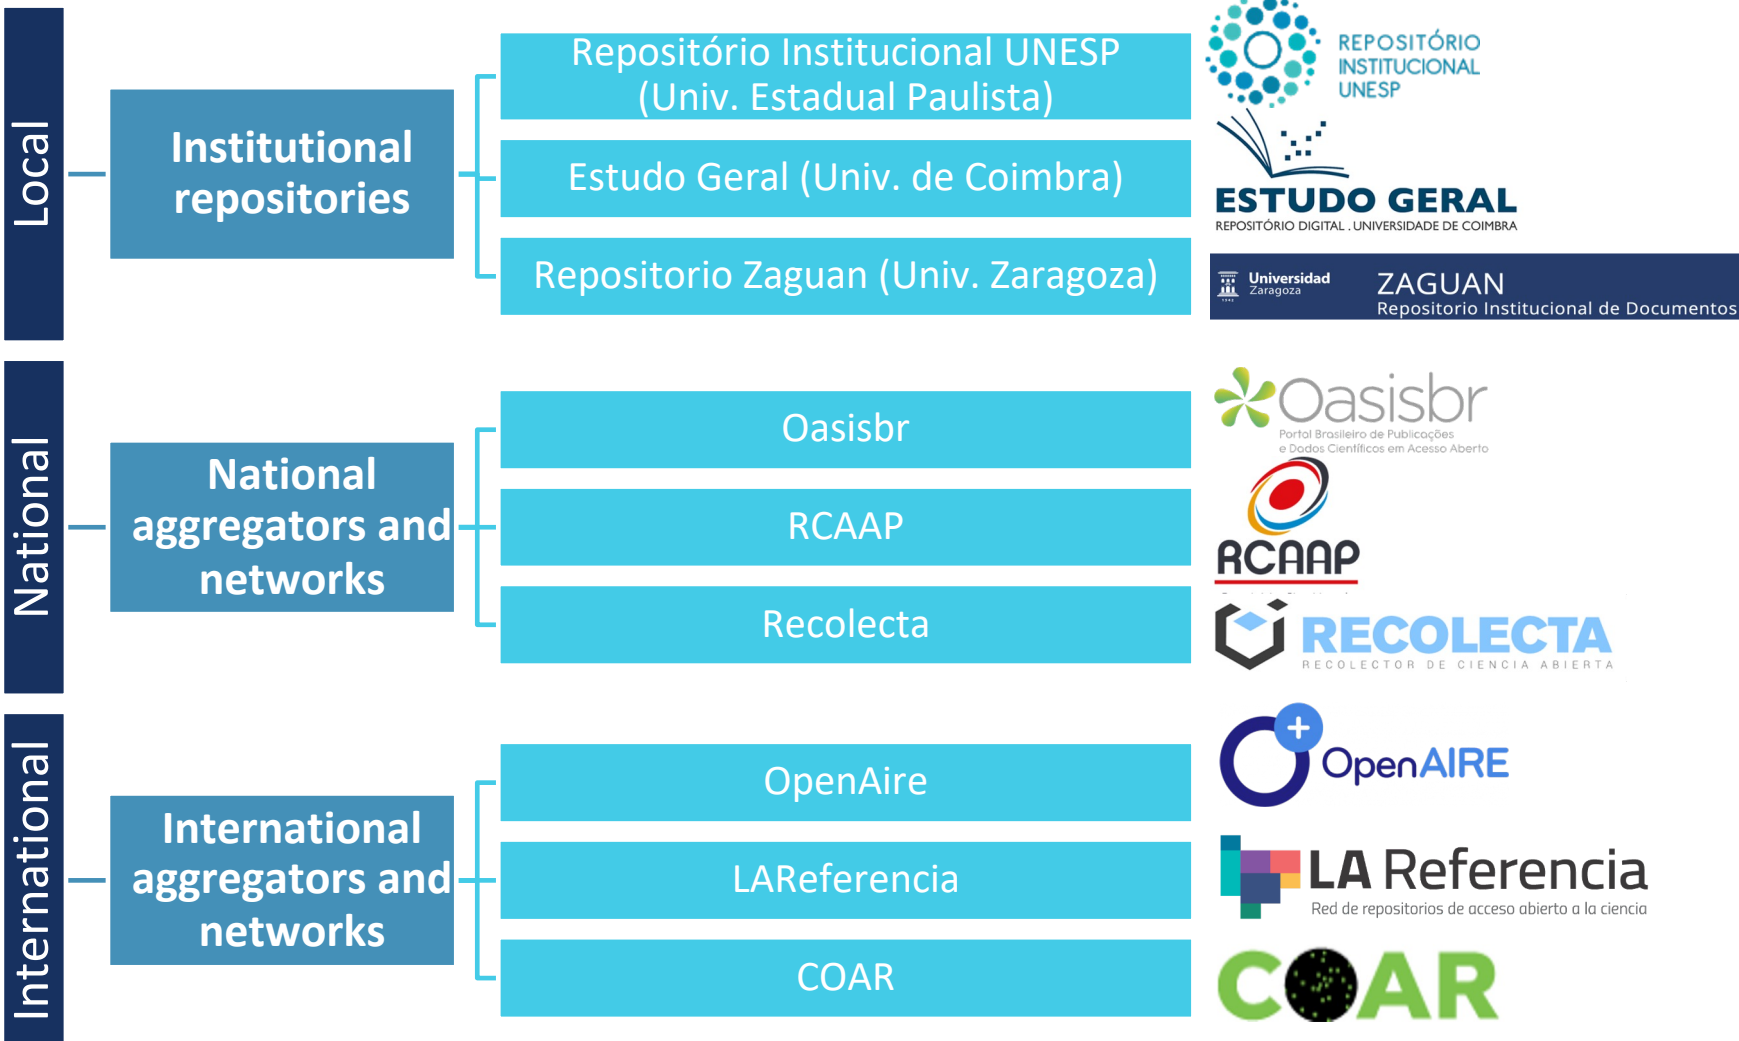 Local
Institutional
repositories
Repositório Institucional UNESP
(Univ. Estadual Paulista)
Estudo Geral (Univ. de Coimbra)
Repositorio Zaguan (Univ. Zaragoza)
REPOSITÓRIO
INSTITUCIONAL
UNESP
ESTUDO GERAL
REPOSITÓRIO DIGITAL . UNIVERSIDADE DE COIMBRA
Universidad
Zaragoza
1542
ZAGUAN
Repositorio Institucional de Documentos
National
National
aggregators and
networks
Oasisbr
RCAAP
Recolecta
Oasisbr
Portal Brasileiro de Publicações
e Dados Científicos em Acesso Aberto
RCAAP
RECOLECTA
RECOLECTOR DE CIENCIA ABIERTA
International
International
aggregators and
networks
OpenAire
LAReferencia
COAR
OpenAIRE
LA Referencia
Red de repositorios de acceso abierto a la ciencia
COAR